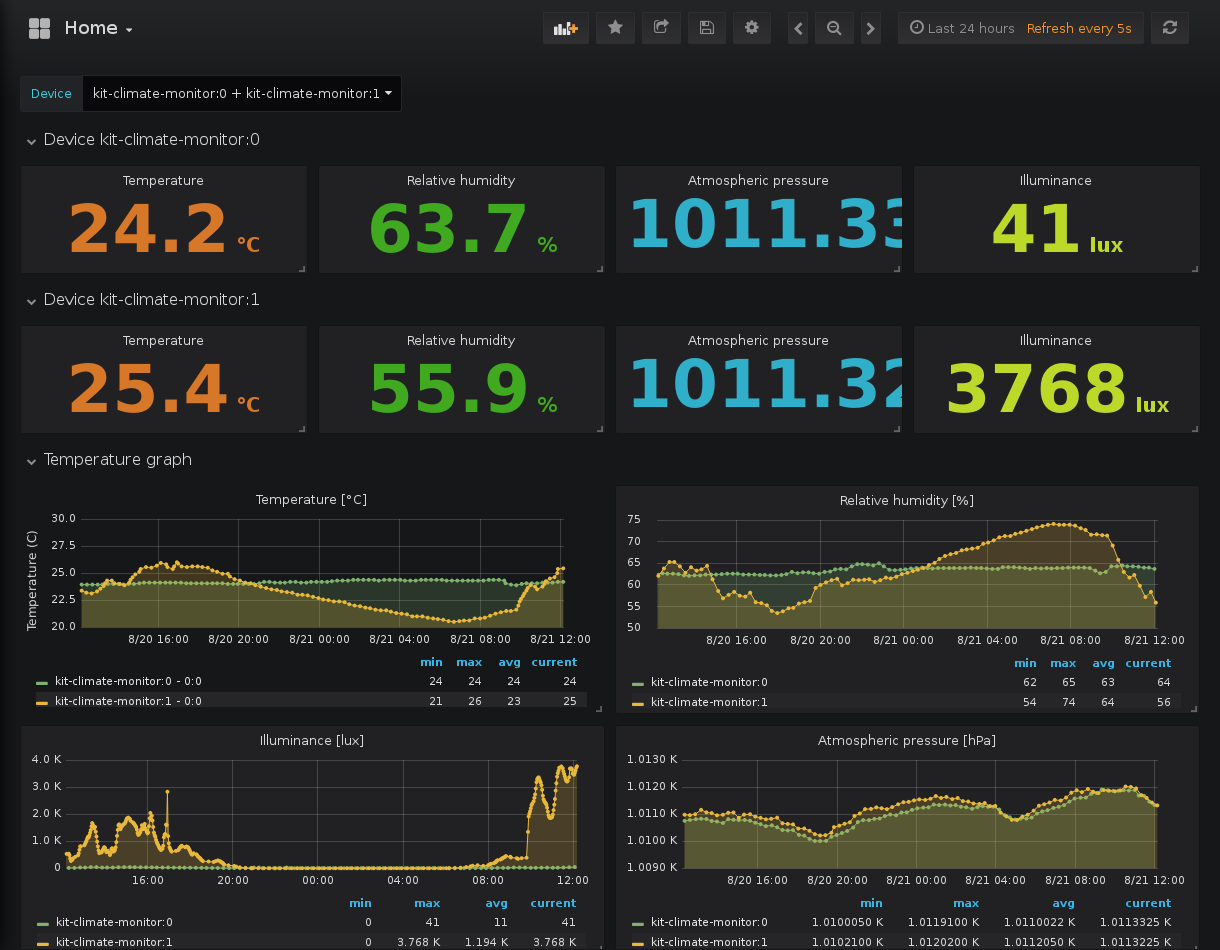 Home
Last 24 hours Refresh every 5s
Device kit-climate-monitor:0 + kit-climate-monitor:1
Device kit-climate-monitor:0
Temperature Relative humidity Atmospheric pressure Illuminance
24.2 °C 63.7 % 1011.33 41 lux
Device kit-climate-monitor:1
Temperature Relative humidity Atmospheric pressure Illuminance
25.4 °C 55.9 % 1011.32 3768 lux
Temperature graph
Temperature [°C]
Temperature (C)
30.0
27.5
25.0
22.5
20.0
8/20 16:00 8/20 20:00 8/21 00:00 8/21 04:00 8/21 08:00 8/21 12:00
min max avg current
kit-climate-monitor:0 - 0:0 24 24 24 24
kit-climate-monitor:1 - 0:0 21 26 23 25
Relative humidity [%]
75
70
65
60
55
50
8/20 16:00 8/20 20:00 8/21 00:00 8/21 04:00 8/21 08:00 8/21 12:00
min max avg current
kit-climate-monitor:0 62 65 63 64
kit-climate-monitor:1 54 74 64 56
Illuminance [lux]
4.0 K
3.0 K
2.0 K
1.0 K
0
16:00 20:00 00:00 04:00 08:00 12:00
min max avg current
kit-climate-monitor:0 0 41 11 41
kit-climate-monitor:1 0 3.768 K 1.194 K 3.768 K
Atmospheric pressure [hPa]
1.0130 K
1.0120 K
1.0110 K
1.0100 K
1.0090 K
8/20 16:00 8/20 20:00 8/21 00:00 8/21 04:00 8/21 08:00 8/21 12:00
min max avg current
kit-climate-monitor:0 1.0100050 K 1.0119100 K 1.0110022 K 1.0113325 K
kit-climate-monitor:1 1.0102100 K 1.0120200 K 1.0112050 K 1.0113225 K